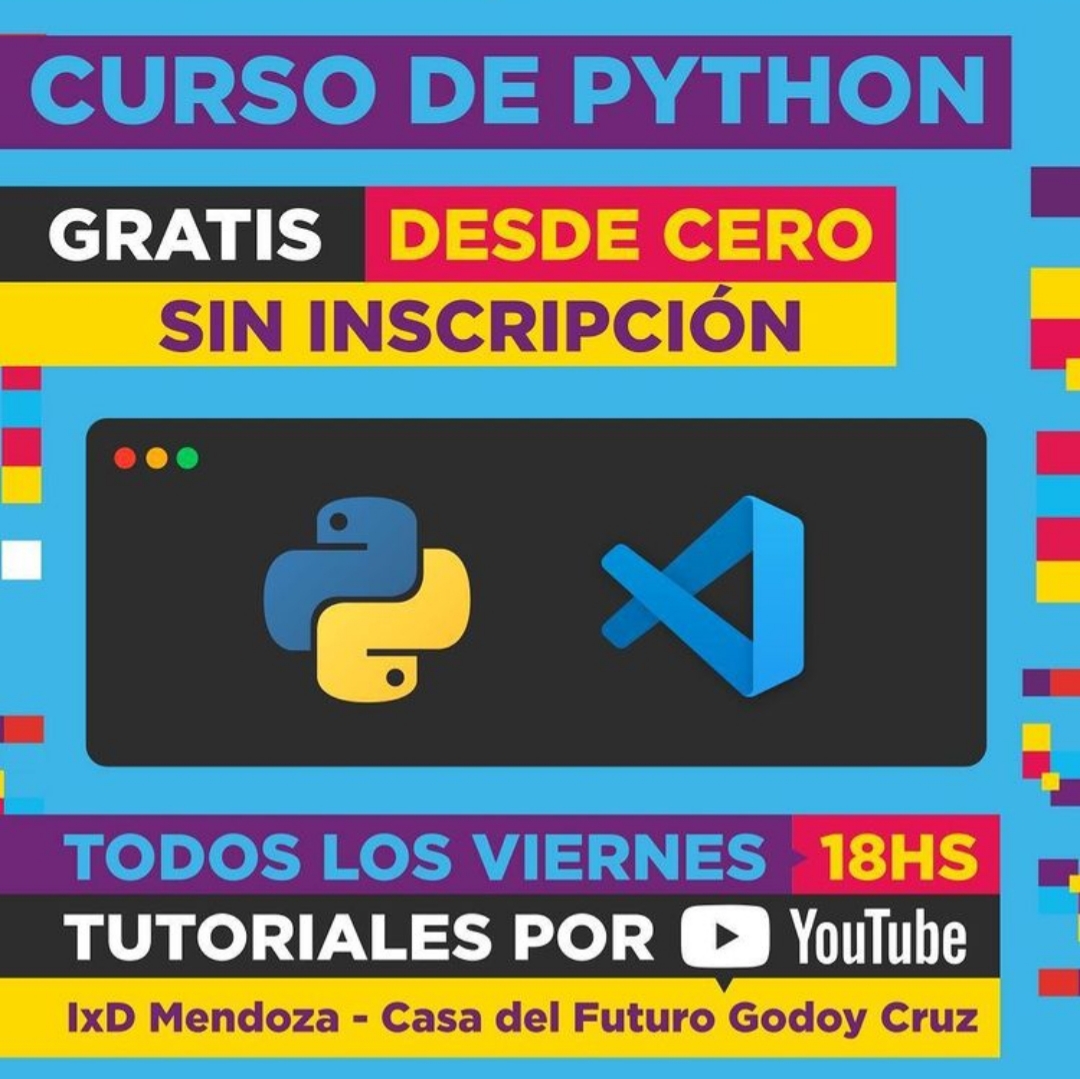 CURSO DE PYTHON
GRATIS DESDE CERO
SIN INSCRIPCIÓN
TODOS LOS VIERNES 18HS
TUTORIALES POR YouTube
IxD Mendoza - Casa del Futuro Godoy Cruz